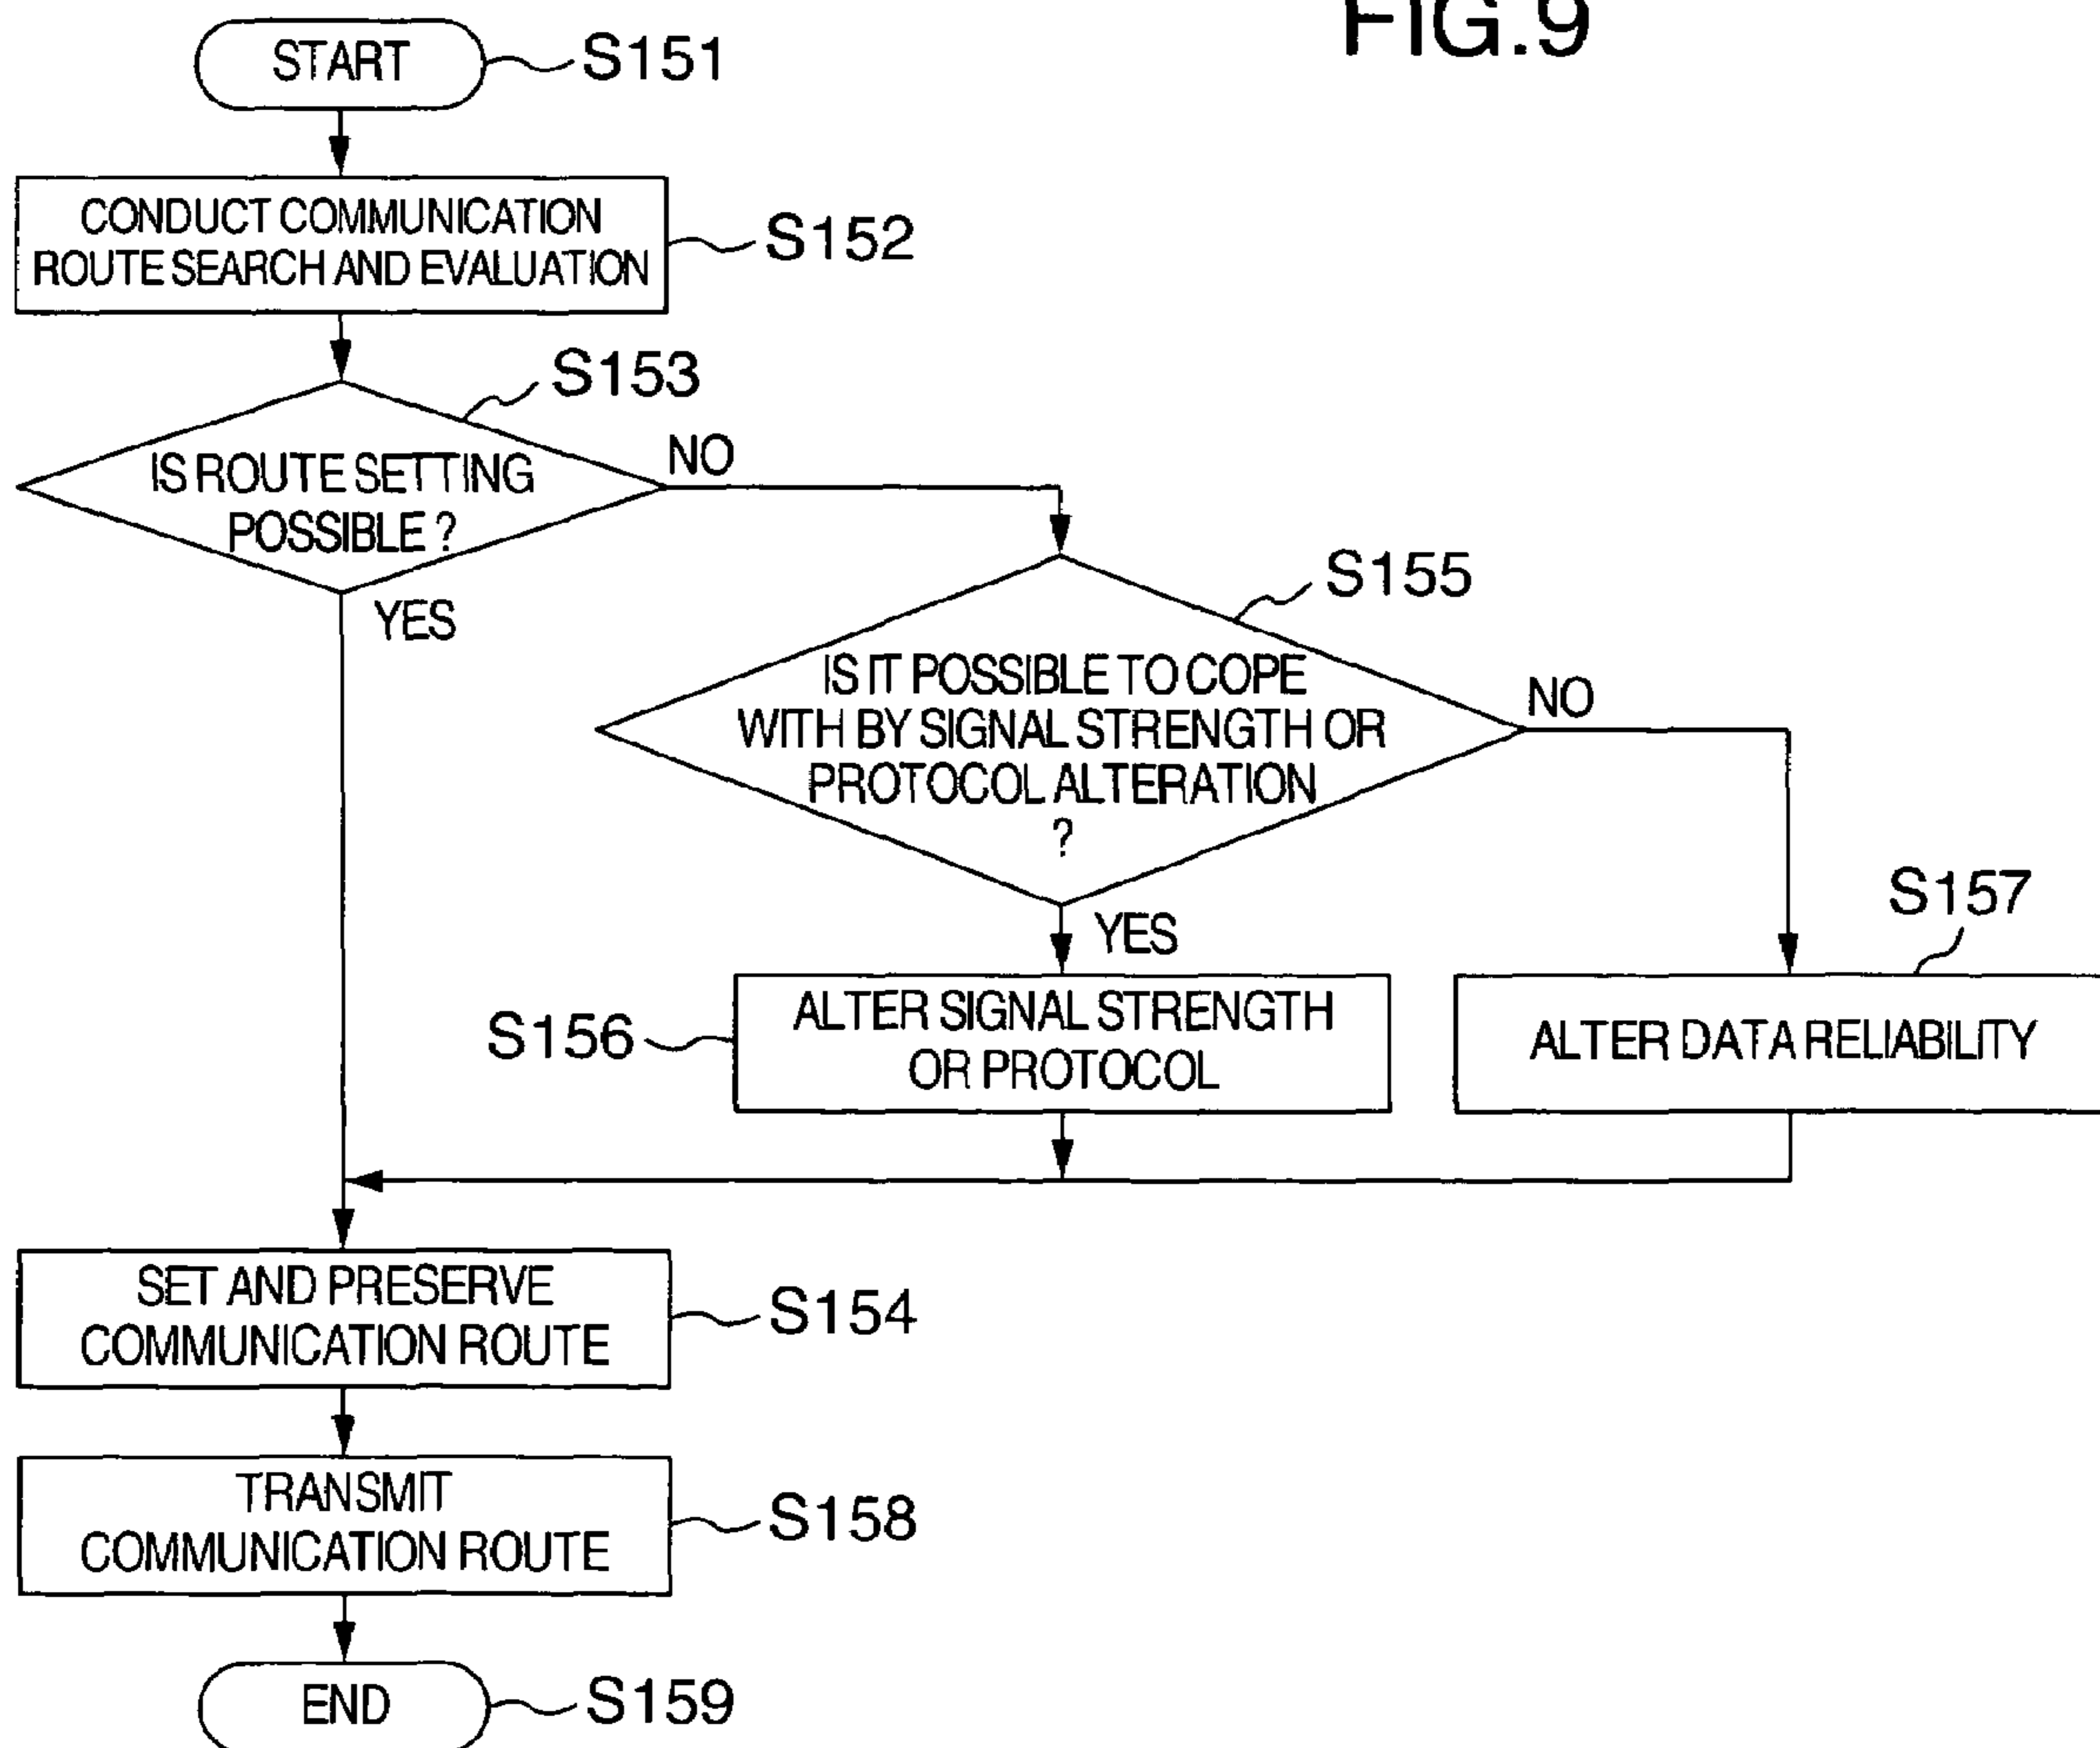 FIG.9
START
S151
CONDUCT COMMUNICATION
ROUTE SEARCH AND EVALUATION
S152
S153
IS ROUTE SETTING
POSSIBLE ?
NO
YES
S155
IS IT POSSIBLE TO COPE
WITH BY SIGNAL STRENGTH OR
PROTOCOL ALTERATION
?
NO
YES
S156
ALTER SIGNAL STRENGTH
OR PROTOCOL
S157
ALTER DATA RELIABILITY
SET AND PRESERVE
COMMUNICATION ROUTE
S154
TRANSMIT
COMMUNICATION ROUTE
S158
END
S159